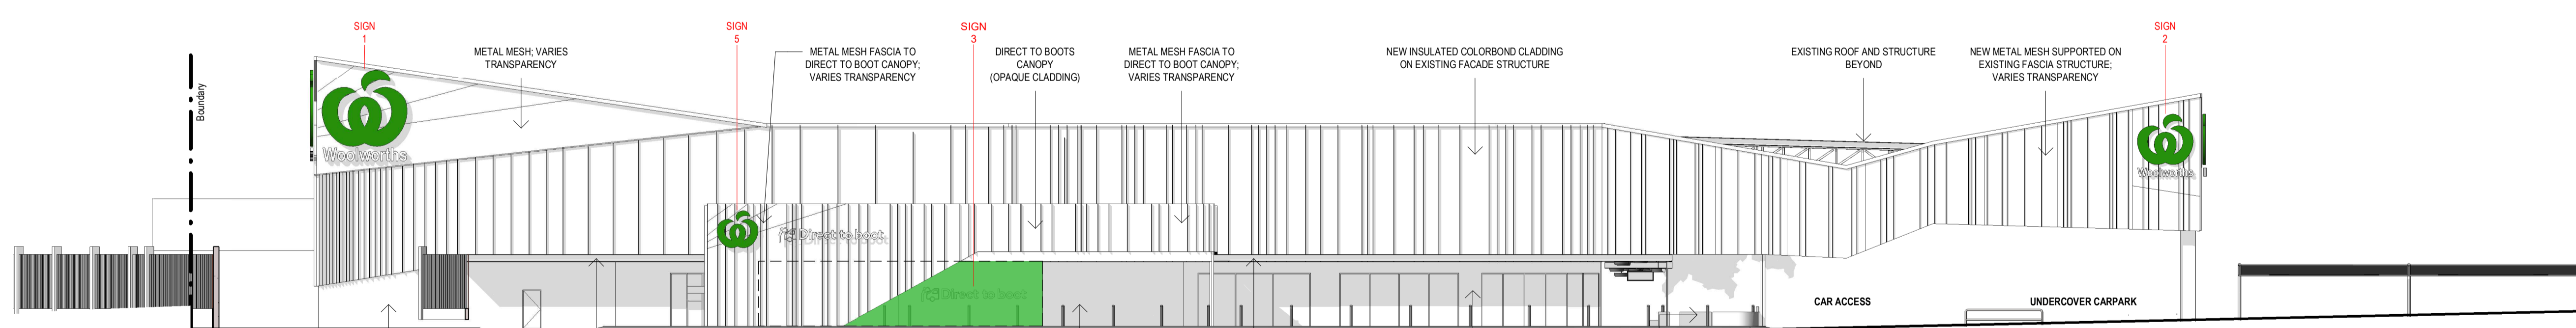 SIGN
1
SIGN
5
SIGN
3
SIGN
2
METAL MESH; VARIES
TRANSPARENCY
METAL MESH FASCIA TO
DIRECT TO BOOT CANOPY;
VARIES TRANSPARENCY
DIRECT TO BOOTS
CANOPY
(OPAQUE CLADDING)
METAL MESH FASCIA TO
DIRECT TO BOOT CANOPY;
VARIES TRANSPARENCY
NEW INSULATED COLORBOND CLADDING
ON EXISTING FACADE STRUCTURE
EXISTING ROOF AND STRUCTURE
BEYOND
NEW METAL MESH SUPPORTED ON
EXISTING FASCIA STRUCTURE;
VARIES TRANSPARENCY
Boundary
Woolworths
Woolworths
Direct to boot
Direct to boot
CAR ACCESS
UNDERCOVER CARPARK